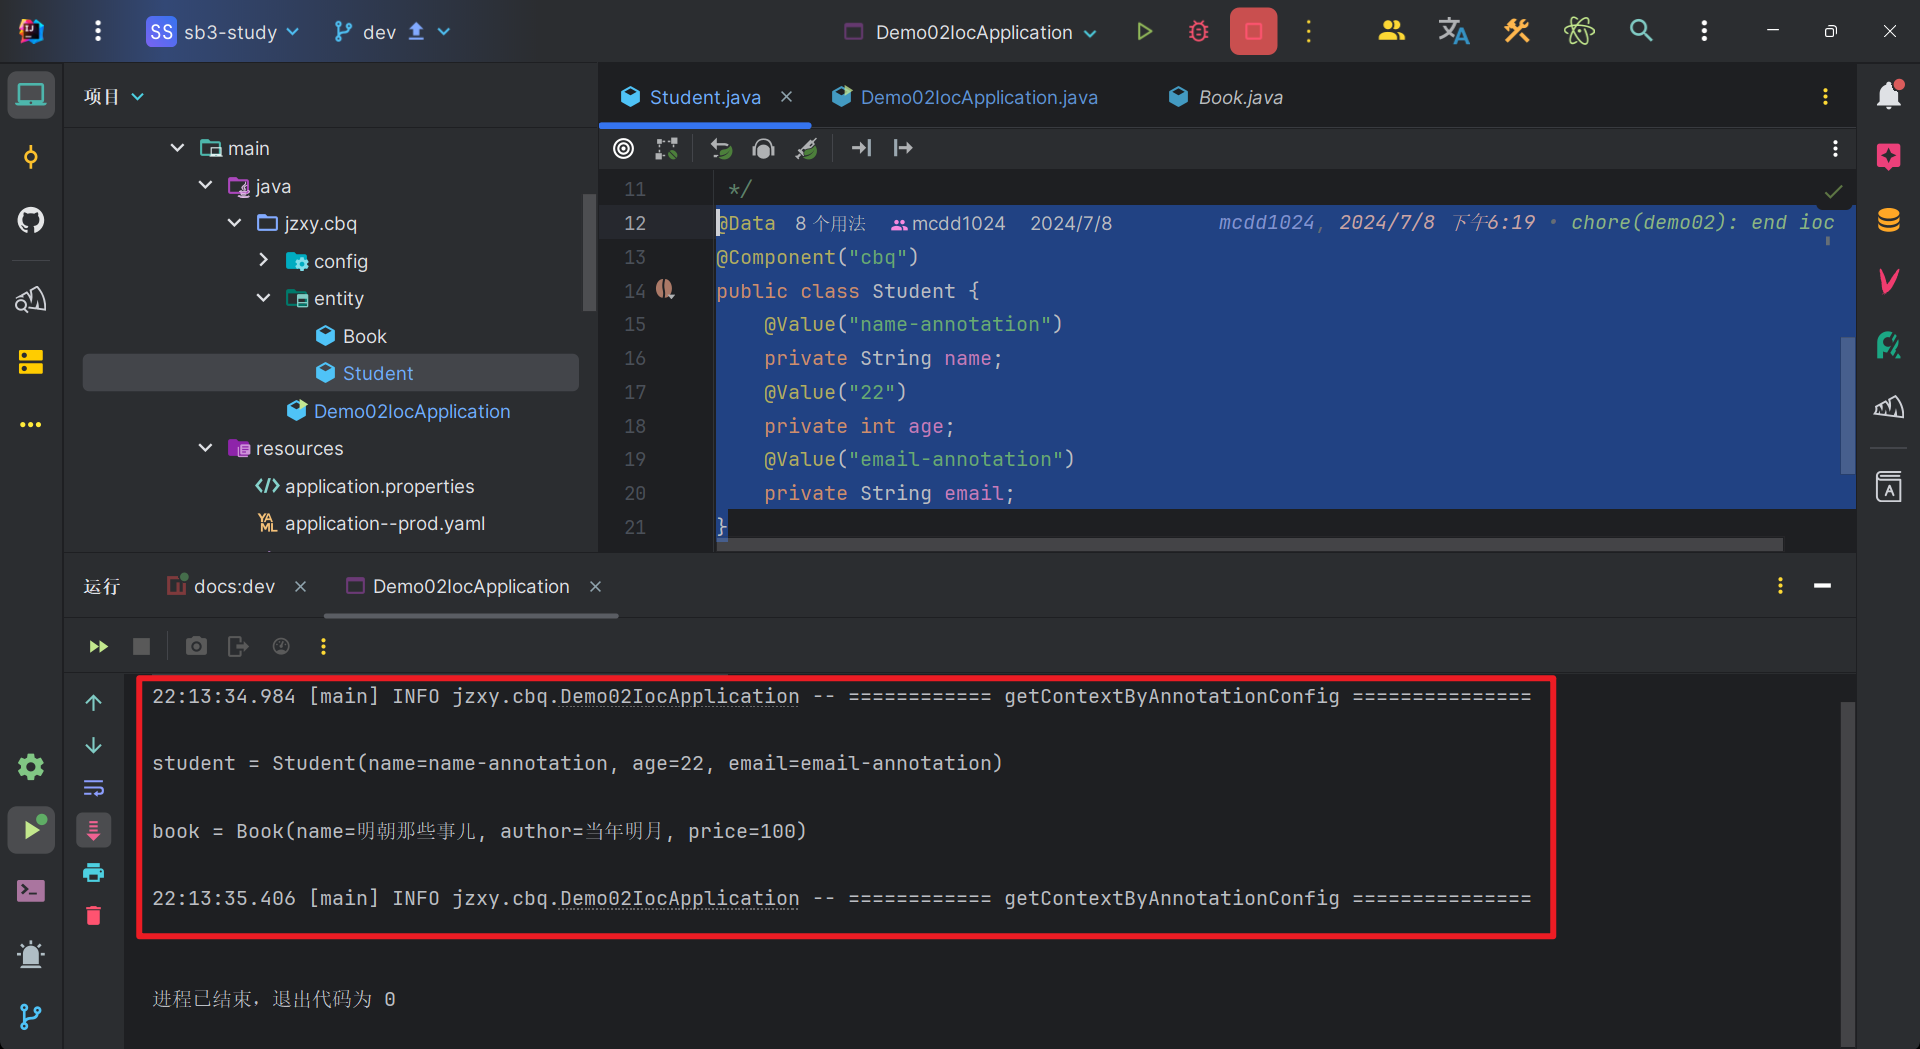 SS sb3-study dev Demo02IocApplication
项目
main
java
jzxy.cbq
config
entity
Book
Student
Demo02IocApplication
resources
application.properties
YAML application--prod.yaml
Student.java Demo02IocApplication.java Book.java
11 */
12 @Data 8 个用法 mcdd1024 2024/7/8 mcdd1024, 2024/7/8 下午6:19 · chore(demo02): end ioc
13 @Component("cbq")
14 public class Student {
15 @Value("name-annotation")
16 private String name;
17 @Value("22")
18 private int age;
19 @Value("email-annotation")
20 private String email;
21 }
运行 docs:dev Demo02IocApplication
22:13:34.984 [main] INFO jzxy.cbq.Demo02IocApplication -- ============ getContextByAnnotationConfig ===============
student = Student(name=name-annotation, age=22, email=email-annotation)
book = Book(name=明朝那些事儿, author=当年明月, price=100)
22:13:35.406 [main] INFO jzxy.cbq.Demo02IocApplication -- ============ getContextByAnnotationConfig ===============
进程已结束，退出代码为 0